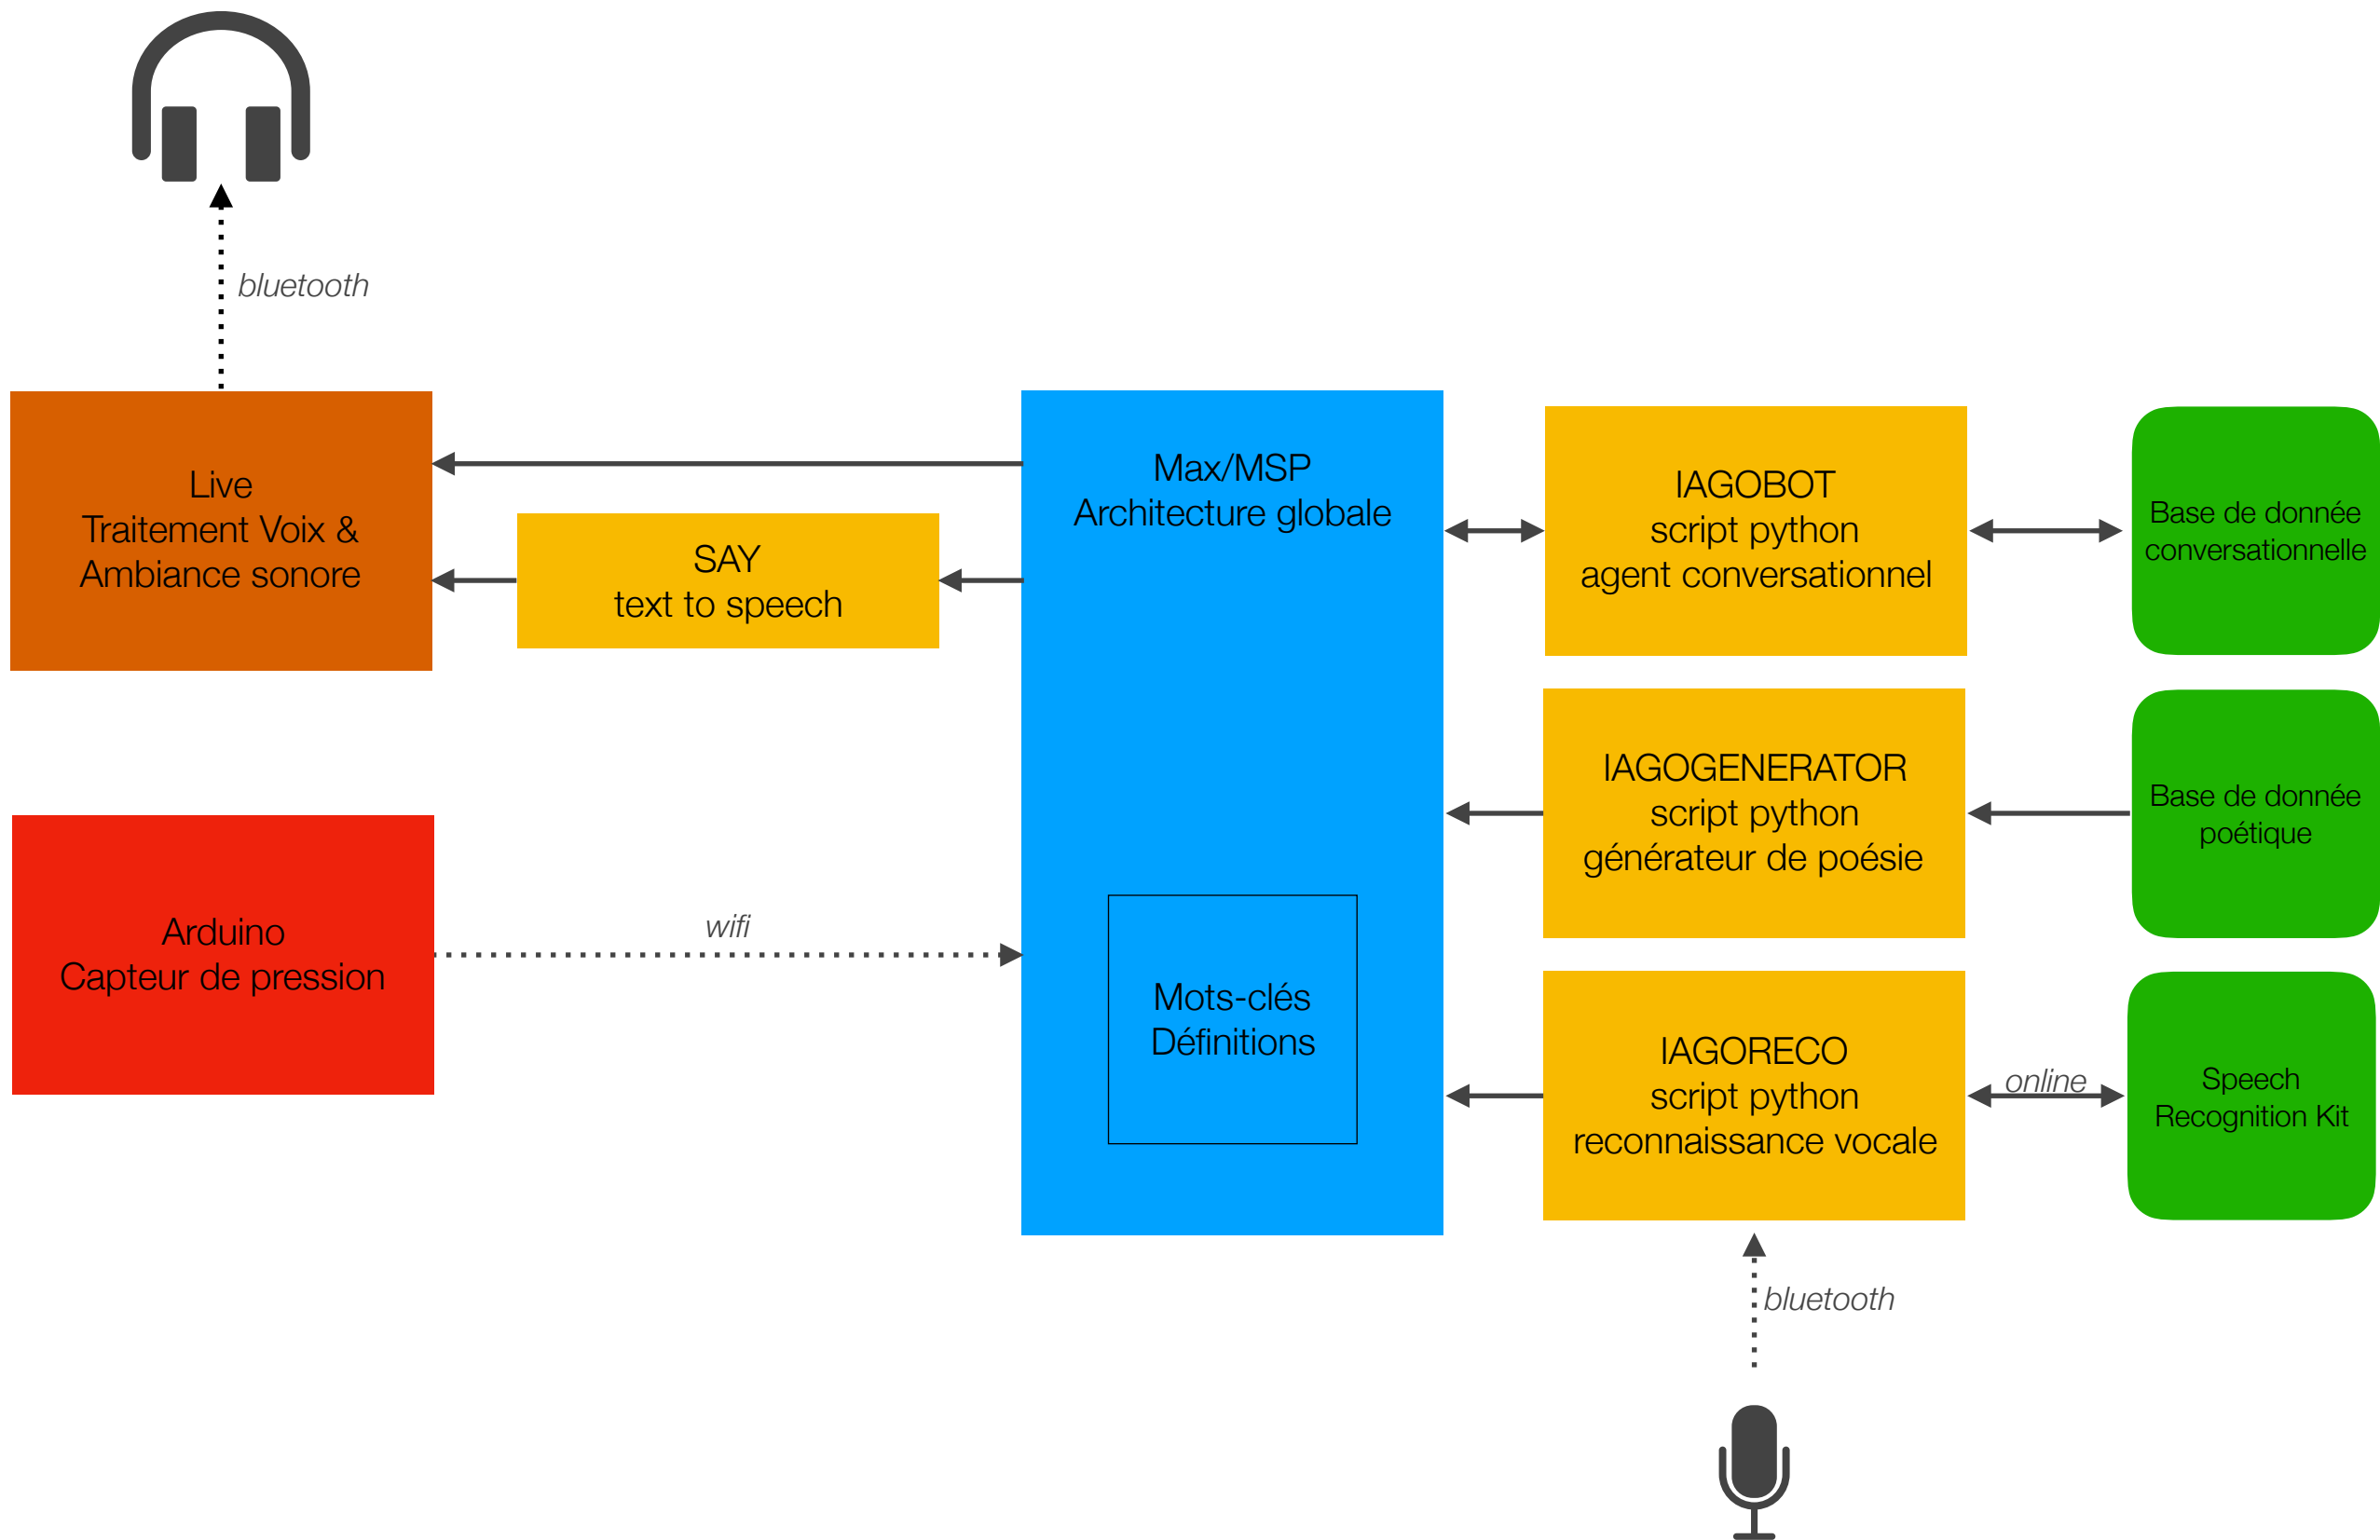 bluetooth
Live
Traitement Voix &
Ambiance sonore
SAY
text to speech
Max/MSP
Architecture globale
IAGOBOT
script python
agent conversationnel
Base de donnée
conversationnelle
IAGOGENERATOR
script python
générateur de poésie
Base de donnée
poétique
Arduino
Capteur de pression
wifi
Mots-clés
Définitions
IAGORECO
script python
reconnaissance vocale
online
Speech
Recognition Kit
bluetooth